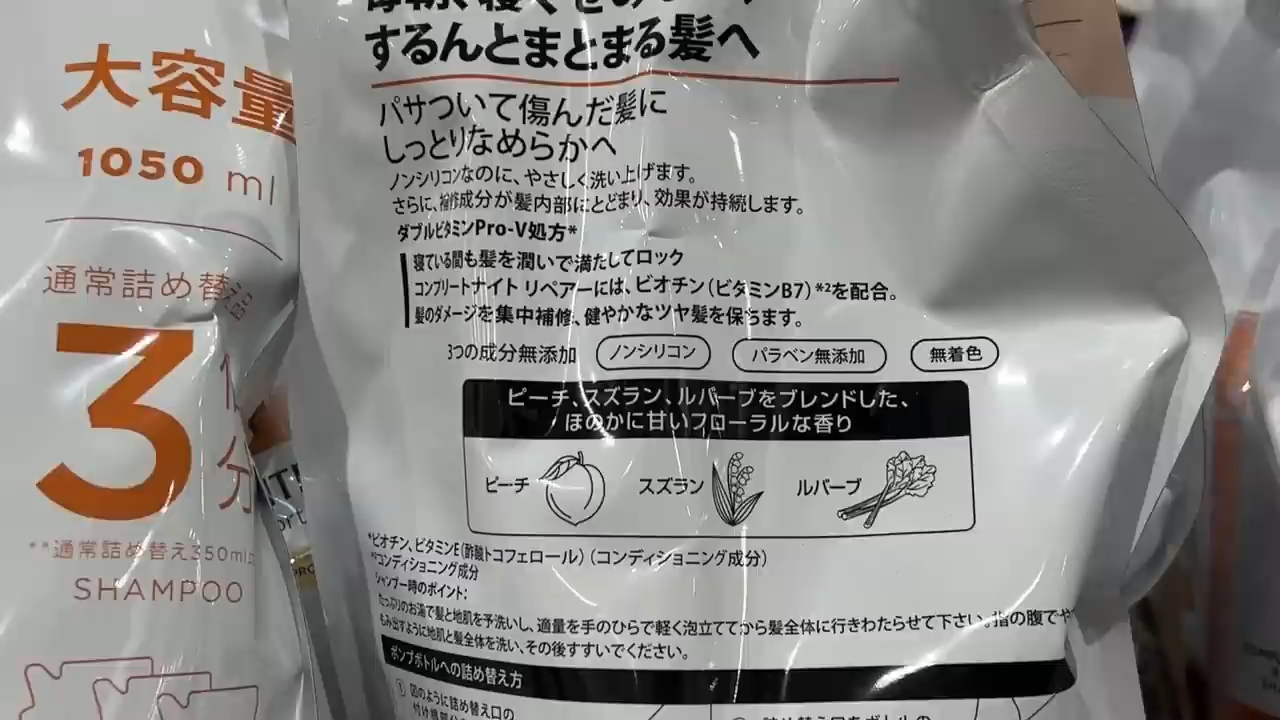 大容量
1050 ml
通常詰め替え
3
分
**通常詰め替え350ml
SHAMPOO
するんとまとまる髪へ
パサついて傷んだ髪に
しっとりなめらかへ
ノンシリコンなのに、やさしく洗い上げます。
さらに、補修成分が髪内部にとどまり、効果が持続します。
ダブルビタミンPro-V処方*
寝ている間も髪を潤いで満たしてロック
コンプリートナイト リペアーには、ビオチン(ビタミンB7)*²を配合。
髪のダメージを集中補修、健やかなツヤ髪を保ちます。
3つの成分無添加 ノンシリコン パラベン無添加 無着色
ピーチ、スズラン、ルバーブをブレンドした、
ほのかに甘いフローラルな香り
ピーチ スズラン ルバーブ
*ビオチン、ビタミンE(酢酸トコフェロール)(コンディショニング成分)
*²コンディショニング成分
シャンプー時のポイント:
たっぷりのお湯で髪と地肌を予洗いし、適量を手のひらで軽く泡立ててから髪全体に行きわたらせて下さい。指の腹でや
もみ出すように地肌と髪全体を洗い、その後すすいでください。
ポンプボトルへの詰め替え方
① 図のように詰め替え口の